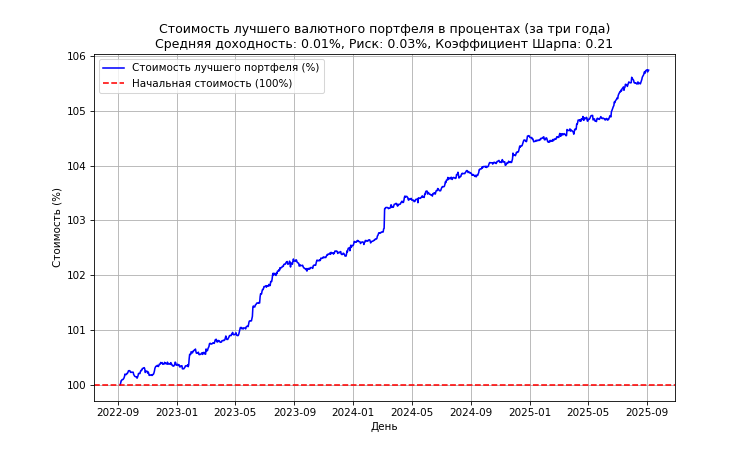 Стоимость лучшего валютного портфеля в процентах (за три года)
Средняя доходность: 0.01%, Риск: 0.03%, Коэффициент Шарпа: 0.21
Стоимость лучшего портфеля (%)
Начальная стоимость (100%)
Стоимость (%)
106
105
104
103
102
101
100
2022-09 2023-01 2023-05 2023-09 2024-01 2024-05 2024-09 2025-01 2025-05 2025-09
День